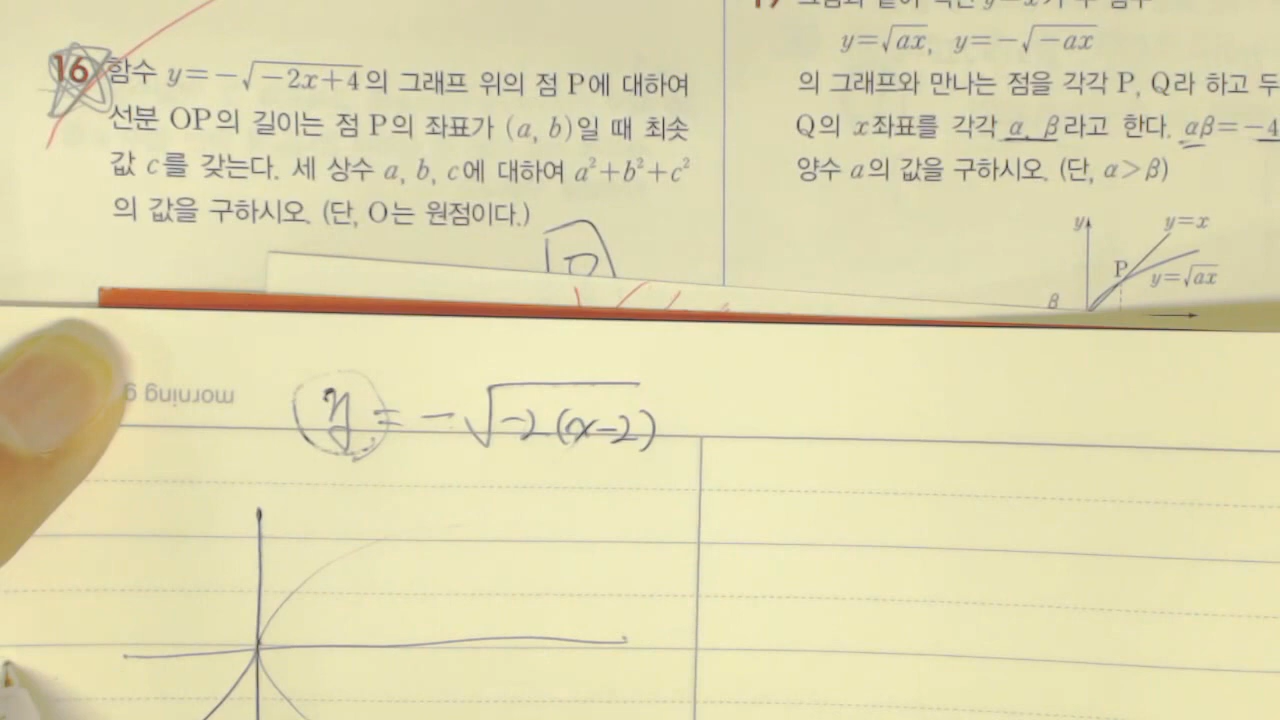 16 함수 y=-√-2x+4의 그래프 위의 점 P에 대하여
선분 OP의 길이는 점 P의 좌표가 (a, b)일 때 최솟
값 c를 갖는다. 세 상수 a, b, c에 대하여 a²+b²+c²
의 값을 구하시오. (단, O는 원점이다.)
y=√ax, y=-√-ax
의 그래프와 만나는 점을 각각 P, Q라 하고 두
Q의 x좌표를 각각 α, β라고 한다. αβ=-4
양수 a의 값을 구하시오. (단, α>β)
y
y=x
P
y=√ax
β
morning
y = -√-2(x-2)